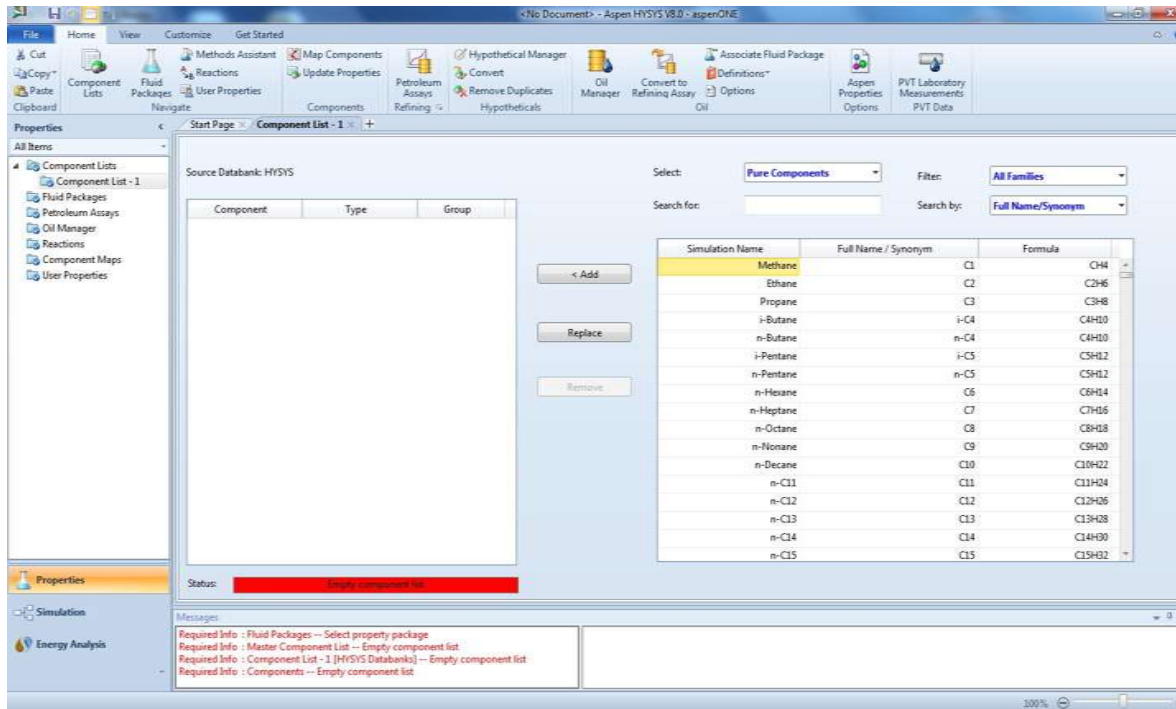 <No Document> - Aspen HYSYS V8.0 - aspenONE
File Home View Customize Get Started
Cut
Copy
Paste
Clipboard
Component Lists
Fluid Packages
Methods Assistant
Reactions
User Properties
Navigate
Map Components
Update Properties
Components
Petroleum Assays
Refining
Hypothetical Manager
Convert
Remove Duplicates
Hypotheticals
Oil Manager
Convert to Refining Assay
Associate Fluid Package
Definitions
Options
Oil
Aspen Properties
Options
PVT Laboratory Measurements
PVT Data
Properties <
All Items
Component Lists
Component List - 1
Fluid Packages
Petroleum Assays
Oil Manager
Reactions
Component Maps
User Properties
Properties
Simulation
Energy Analysis
Start Page Component List - 1 +
Source Databank: HYSYS
Component Type Group
Status: Empty component list
< Add
Replace
Remove
Select: Pure Components Filter: All Families
Search for: Search by: Full Name/Synonym
Simulation Name Full Name / Synonym Formula
Methane C1 CH4
Ethane C2 C2H6
Propane C3 C3H8
i-Butane i-C4 C4H10
n-Butane n-C4 C4H10
i-Pentane i-C5 C5H12
n-Pentane n-C5 C5H12
n-Hexane C6 C6H14
n-Heptane C7 C7H16
n-Octane C8 C8H18
n-Nonane C9 C9H20
n-Decane C10 C10H22
n-C11 C11 C11H24
n-C12 C12 C12H26
n-C13 C13 C13H28
n-C14 C14 C14H30
n-C15 C15 C15H32
Messages
Required Info : Fluid Packages -- Select property package
Required Info : Master Component List -- Empty component list
Required Info : Component List - 1 [HYSYS Databanks] -- Empty component list
Required Info : Components -- Empty component list
100%